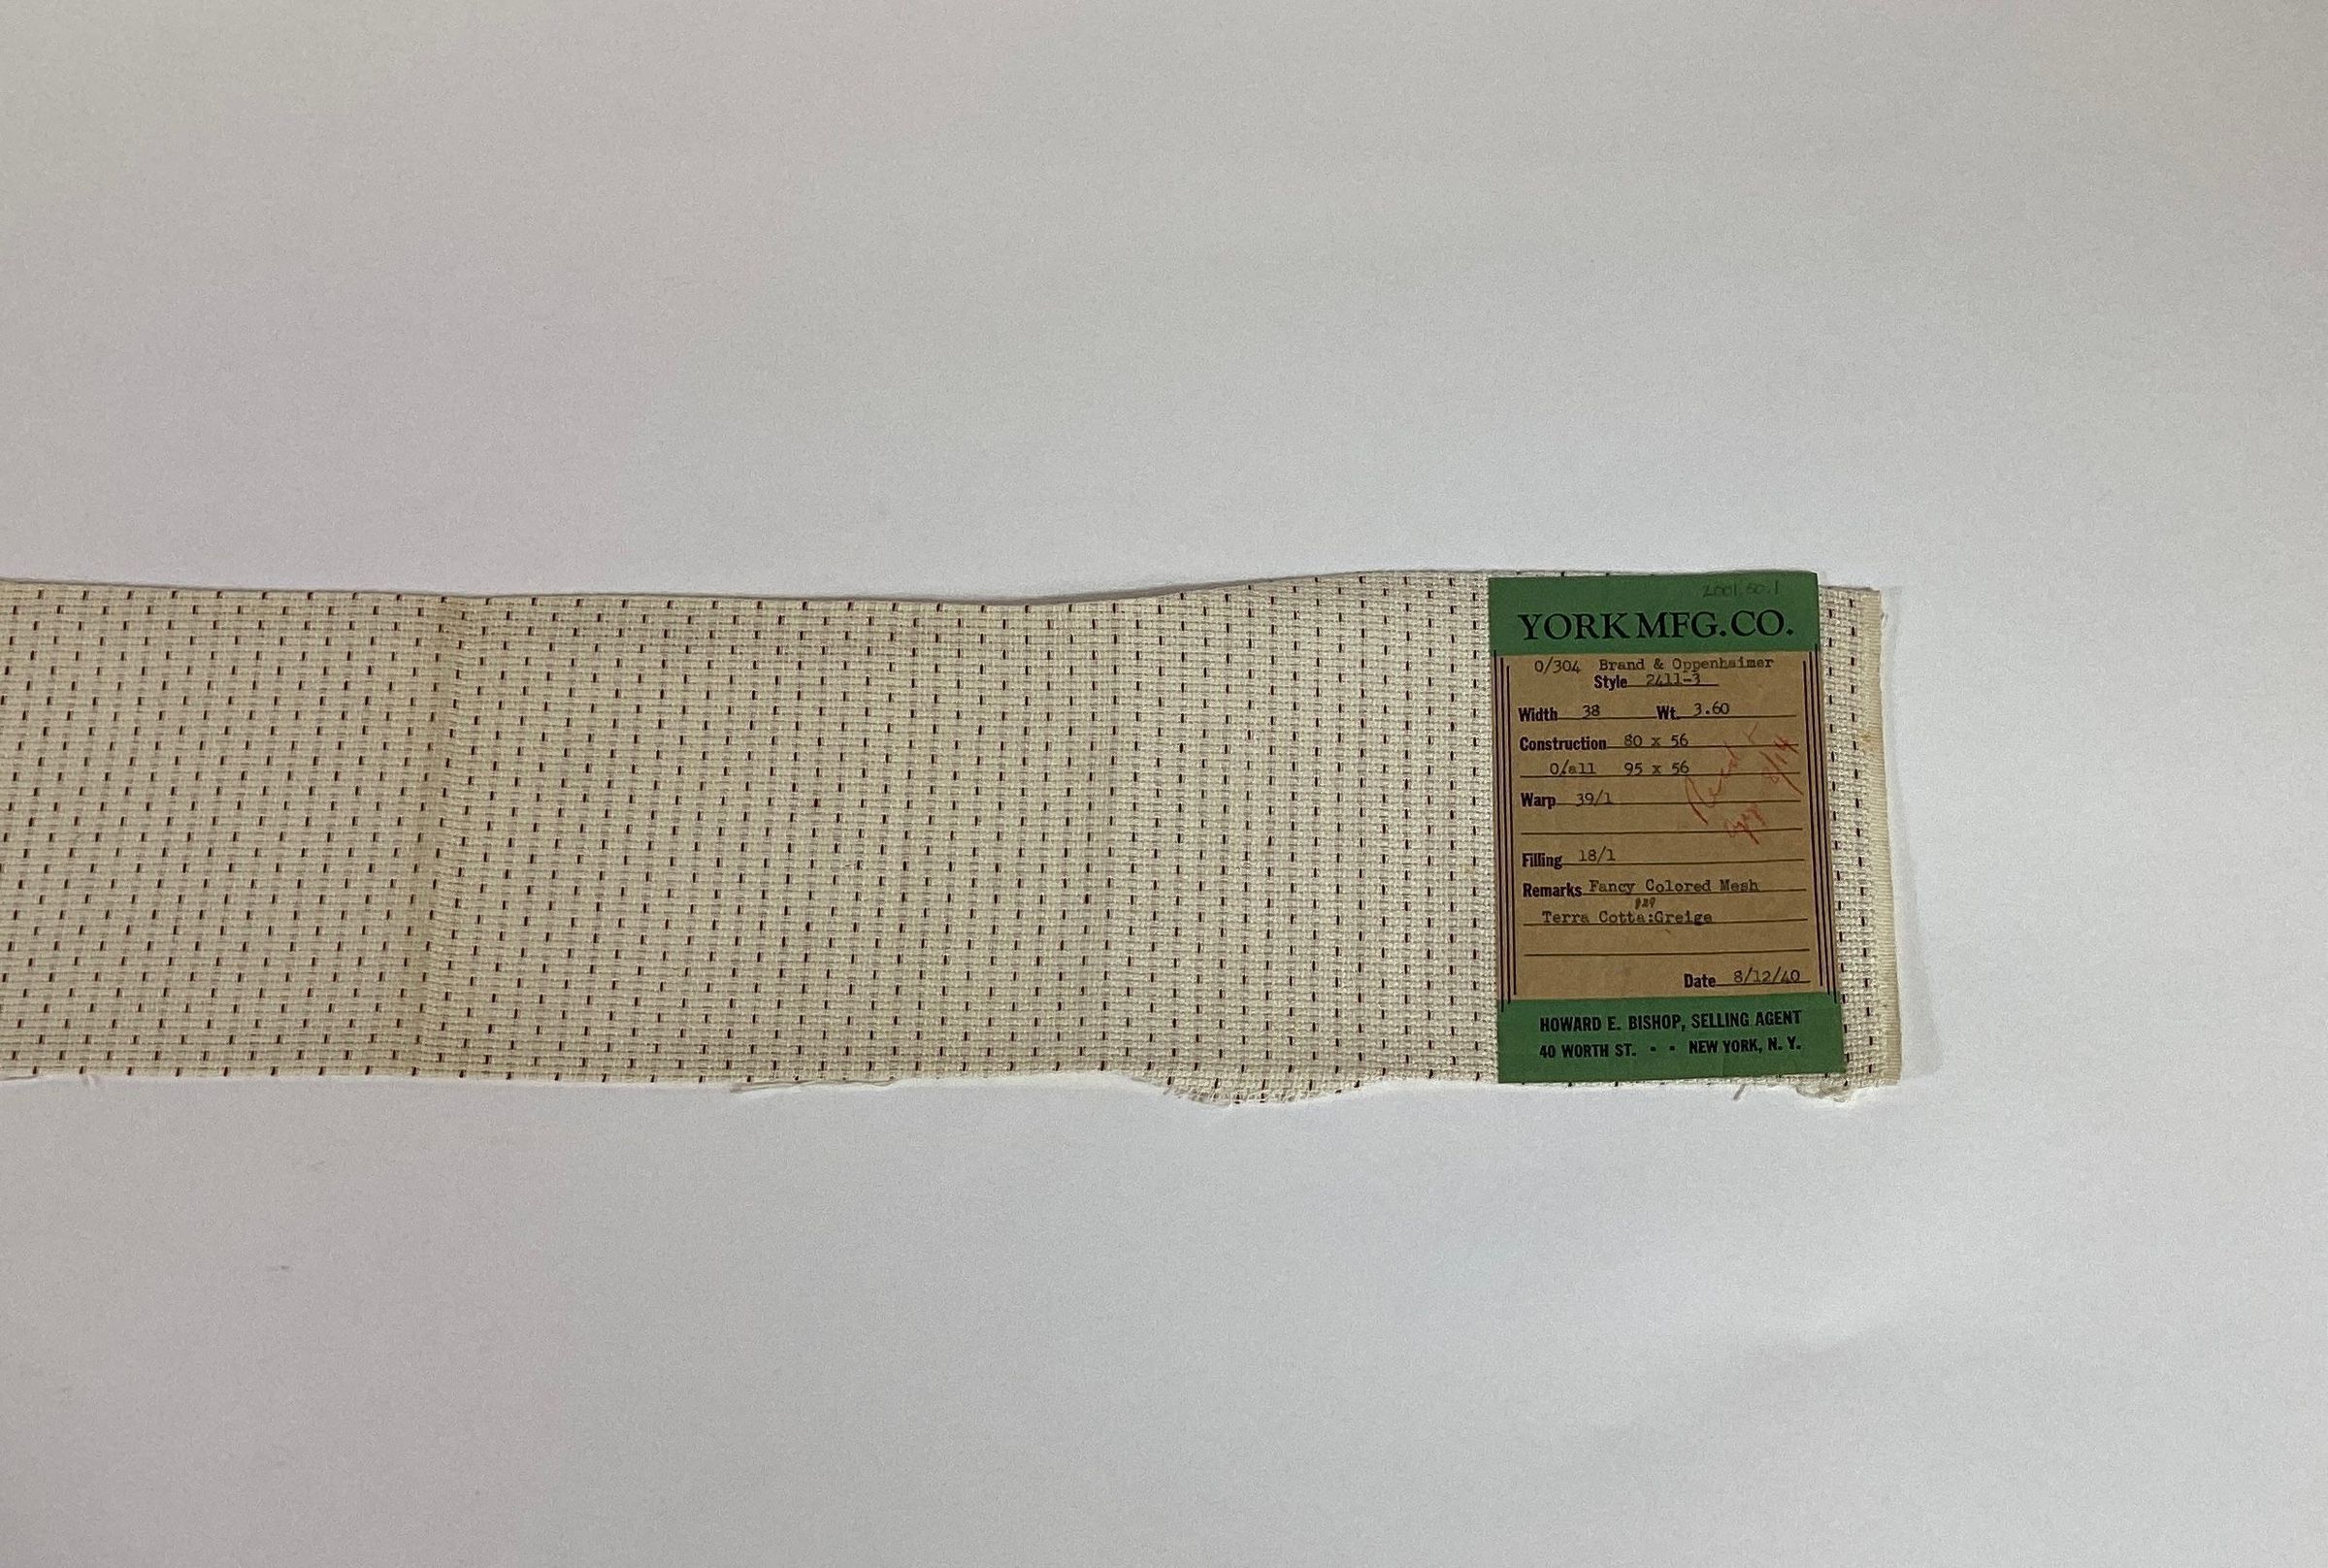 2001.50.1
YORK MFG. CO.
0/304 Brand & Oppenhaimer
Style 2411-3
Width 38 Wt. 3.60
Construction 80 x 56
O/all 95 x 56
Warp 39/1
Filling 18/1
Remarks Fancy Colored Mesh
Terra Cotta:Greige
Date 8/12/40
HOWARD E. BISHOP, SELLING AGENT
40 WORTH ST. - - NEW YORK, N. Y.